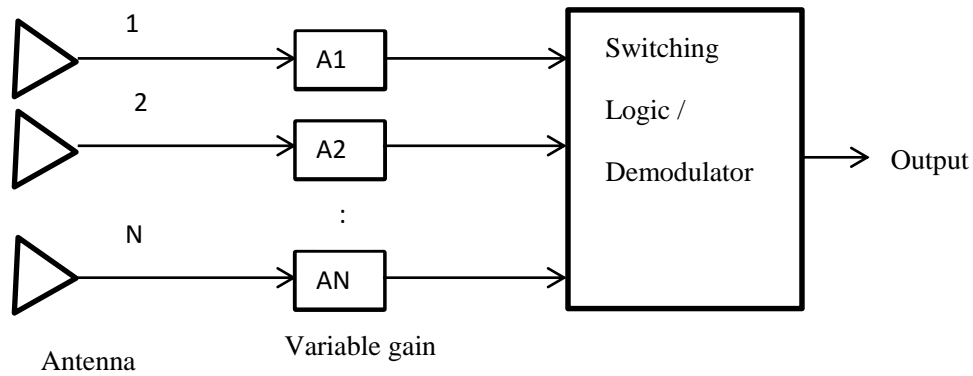 1
A1
2
A2
:
N
AN
Switching
Logic /
Demodulator
Output
Variable gain
Antenna